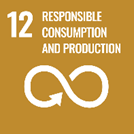 12 RESPONSIBLE
CONSUMPTION
AND PRODUCTION